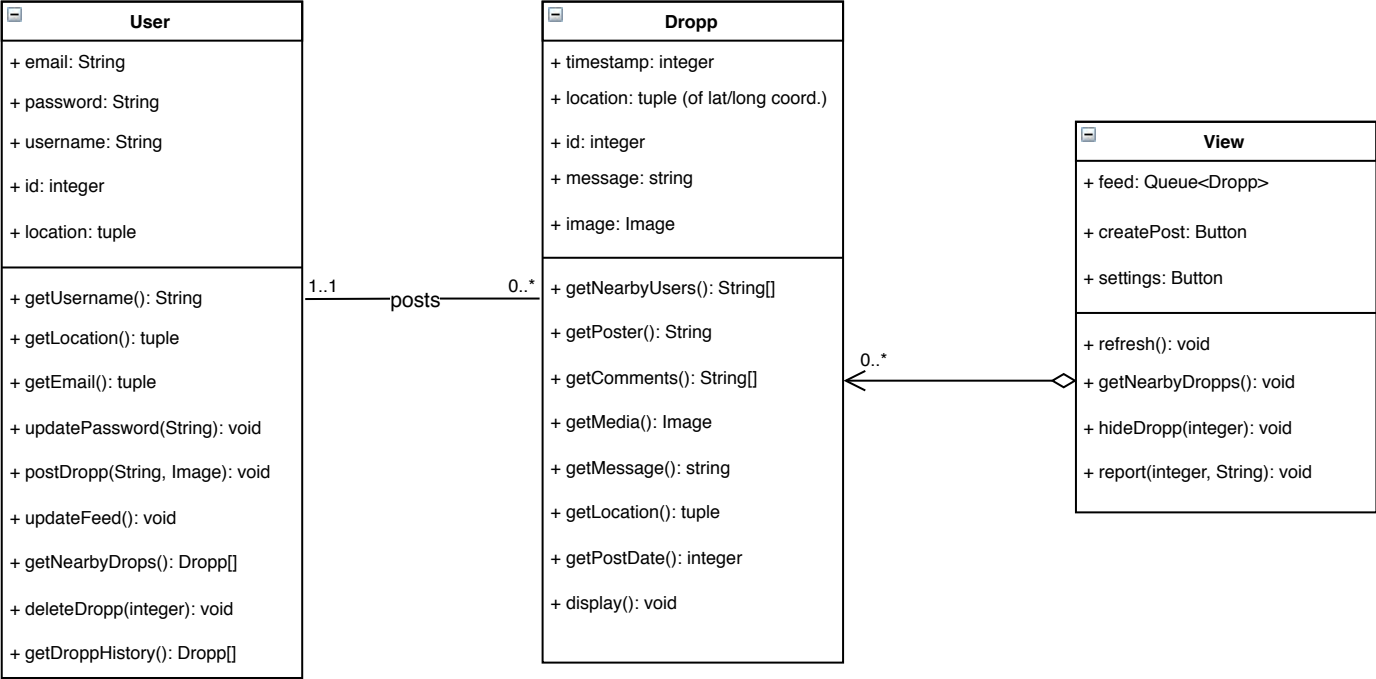 User
+ email: String
+ password: String
+ username: String
+ id: integer
+ location: tuple
+ getUsername(): String
+ getLocation(): tuple
+ getEmail(): tuple
+ updatePassword(String): void
+ postDropp(String, Image): void
+ updateFeed(): void
+ getNearbyDrops(): Dropp[]
+ deleteDropp(integer): void
+ getDroppHistory(): Dropp[]
1..1
posts
0..*
Dropp
+ timestamp: integer
+ location: tuple (of lat/long coord.)
+ id: integer
+ message: string
+ image: Image
+ getNearbyUsers(): String[]
+ getPoster(): String
+ getComments(): String[]
+ getMedia(): Image
+ getMessage(): string
+ getLocation(): tuple
+ getPostDate(): integer
+ display(): void
0..*
View
+ feed: Queue<Dropp>
+ createPost: Button
+ settings: Button
+ refresh(): void
+ getNearbyDropps(): void
+ hideDropp(integer): void
+ report(integer, String): void